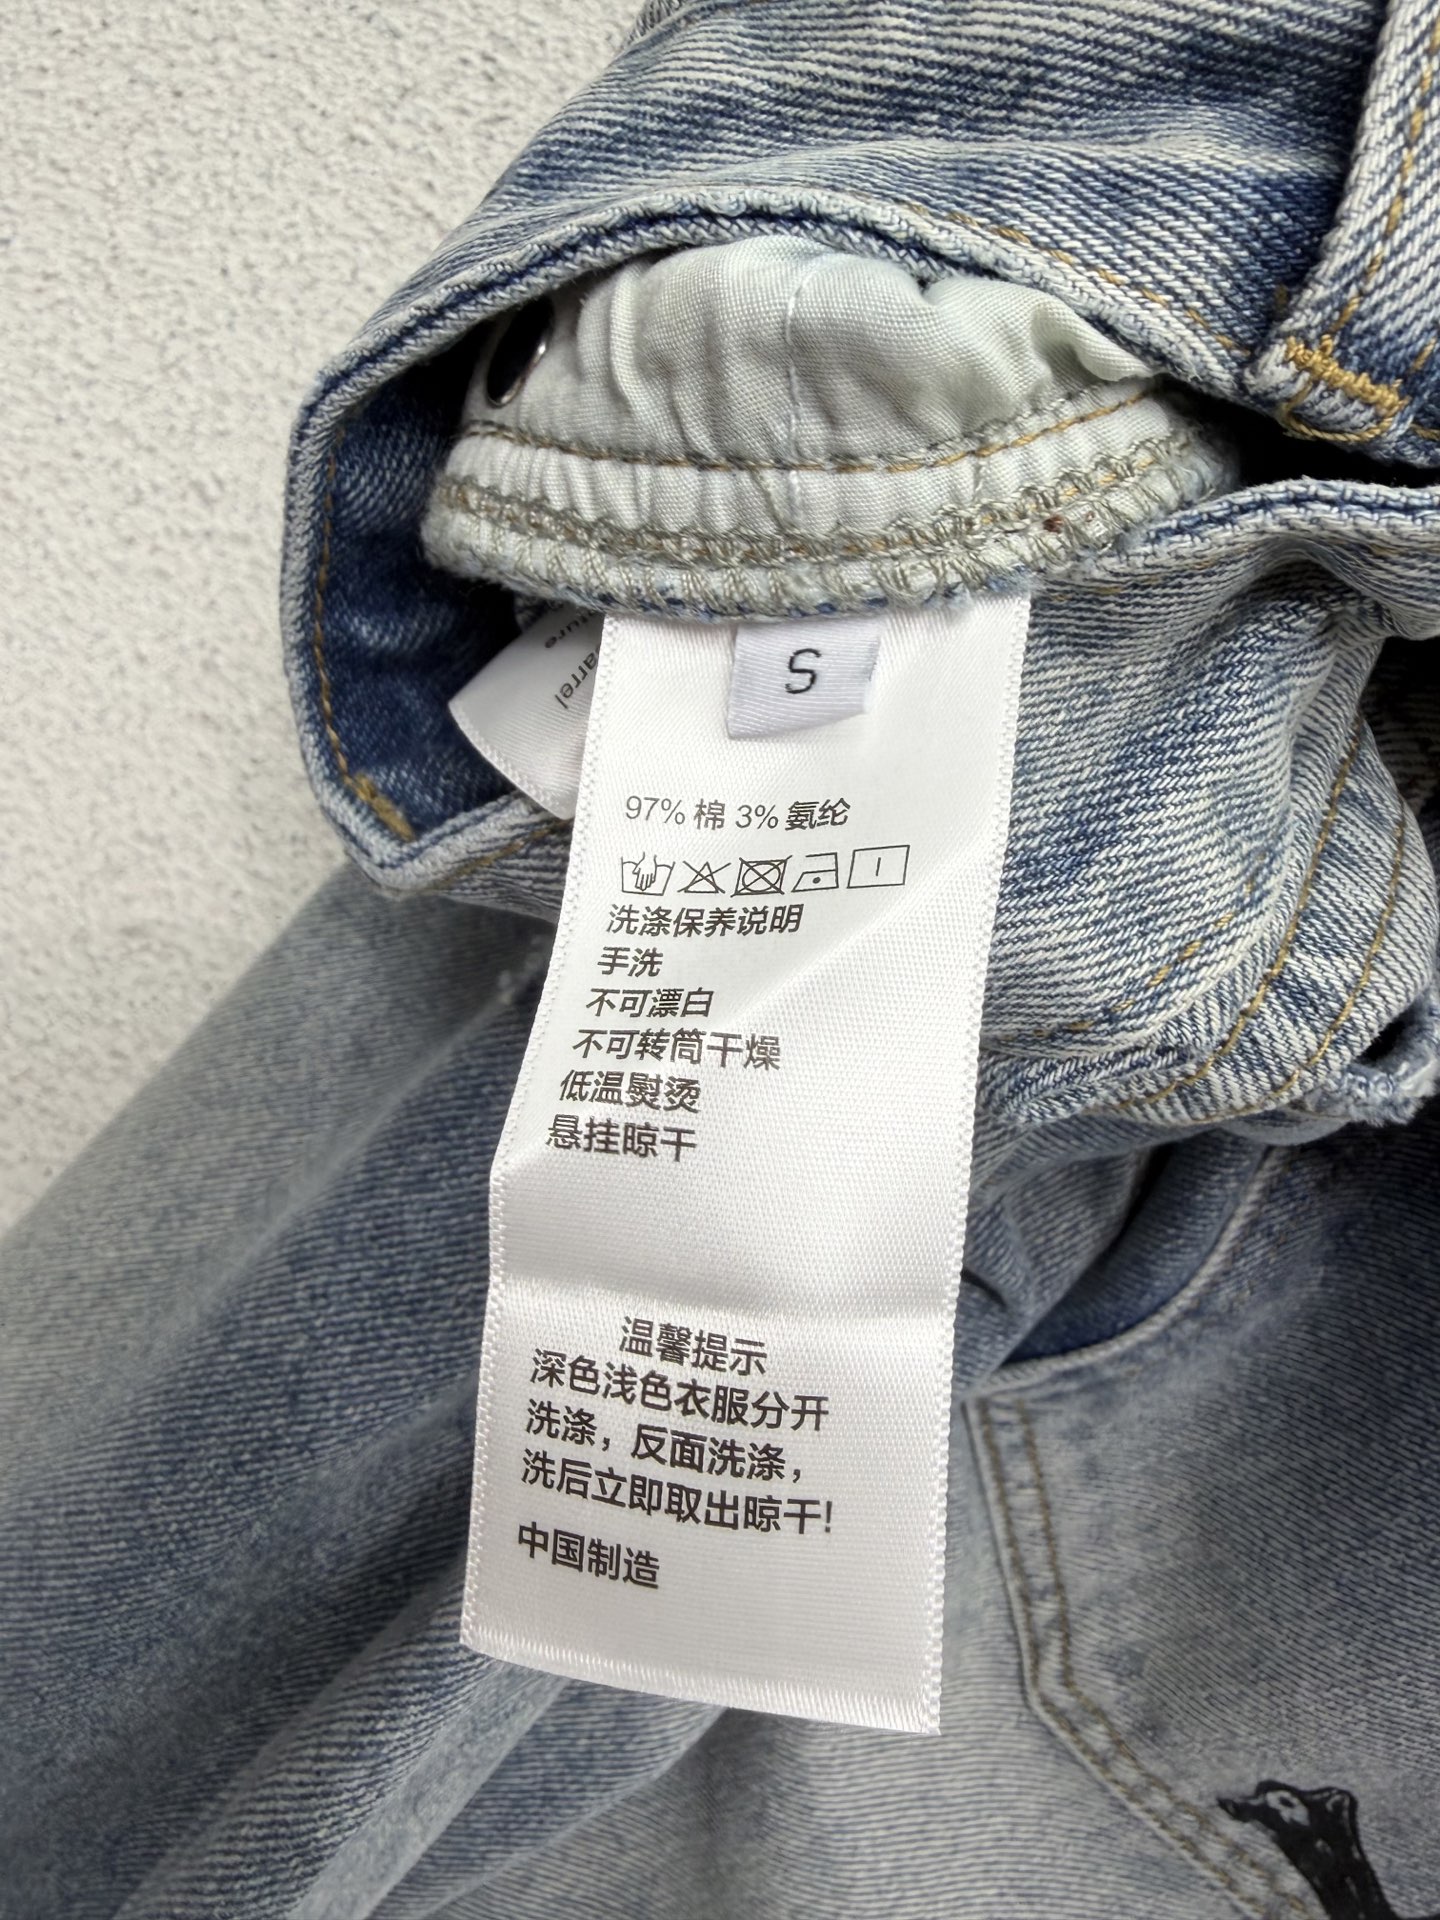 S
97% 棉 3% 氨纶
洗涤保养说明
手洗
不可漂白
不可转筒干燥
低温熨烫
悬挂晾干
温馨提示
深色浅色衣服分开
洗涤，反面洗涤，
洗后立即取出晾干!
中国制造